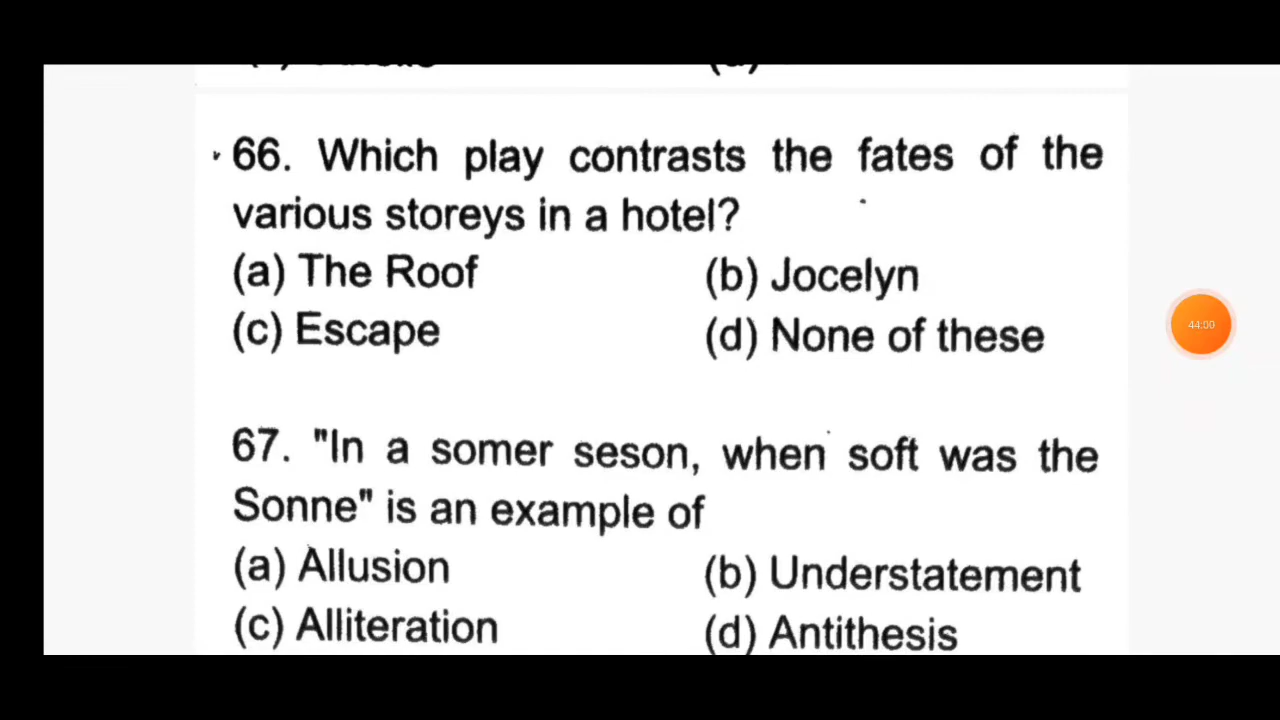 66. Which play contrasts the fates of the
various storeys in a hotel?
(a) The Roof (b) Jocelyn
(c) Escape (d) None of these
44:00
67. "In a somer seson, when soft was the
Sonne" is an example of
(a) Allusion (b) Understatement
(c) Alliteration (d) Antithesis